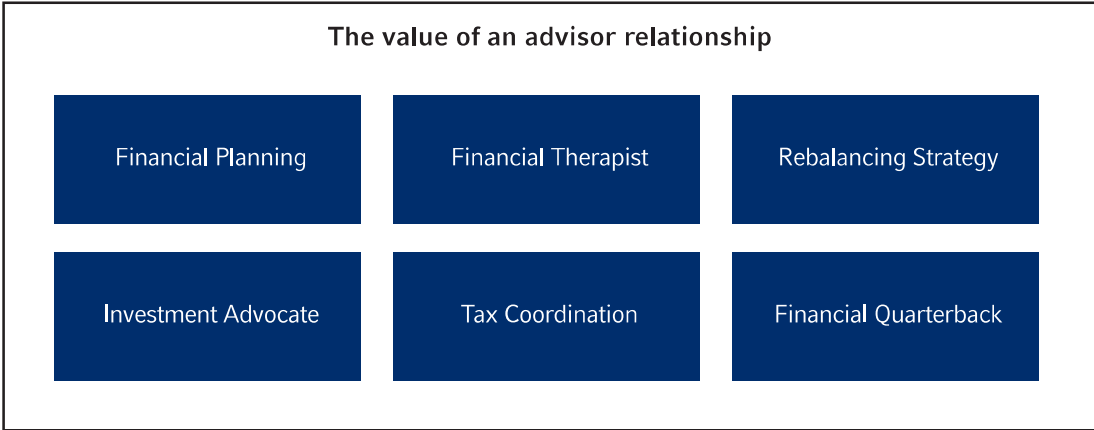 The value of an advisor relationship
Financial Planning
Financial Therapist
Rebalancing Strategy
Investment Advocate
Tax Coordination
Financial Quarterback